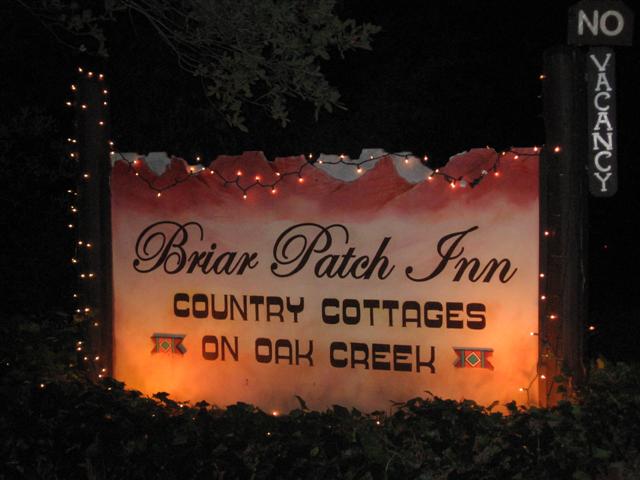 NO
VACANCY
Briar Patch Inn
COUNTRY COTTAGES
ON OAK CREEK